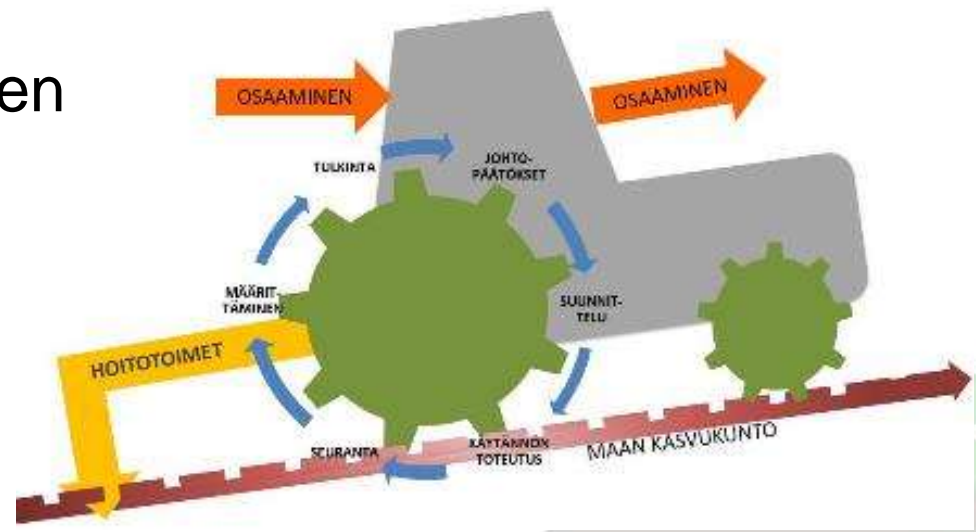 en
OSAAMINEN
OSAAMINEN
TULKINTA
JOHTO-
PÄÄTÖKSET
SUUNNIT-
TELU
KÄYTÄNNÖN
TOTEUTUS
SEURANTA
MÄÄRIT-
TÄMINEN
HOITOTOIMET
MAAN KASVUKUNTO